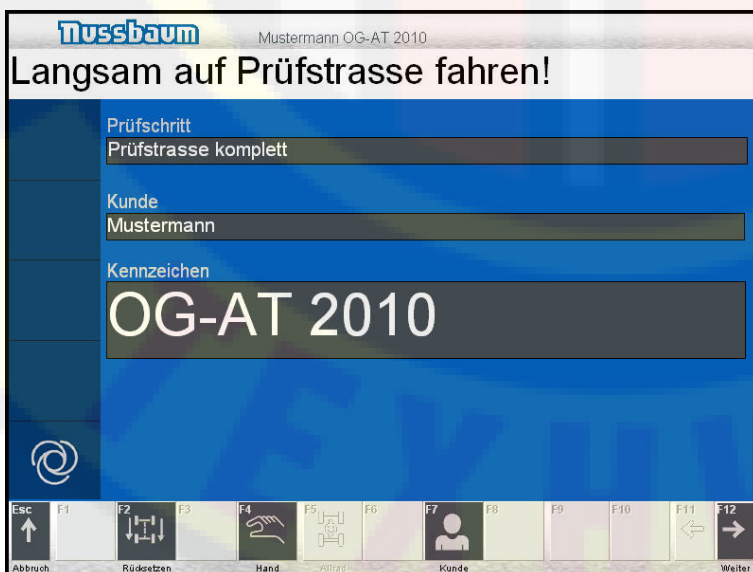 Nussbaum
Mustermann OG-AT 2010
Langsam auf Prüfstrasse fahren!
Prüfschritt
Prüfstrasse komplett
Kunde
Mustermann
Kennzeichen
OG-AT 2010
Esc F1 F2 F3 F4 F5 F6 F7 F8 F9 F10 F11 F12
Abbruch Rücksetzen Hand Allrad Kunde Weiter